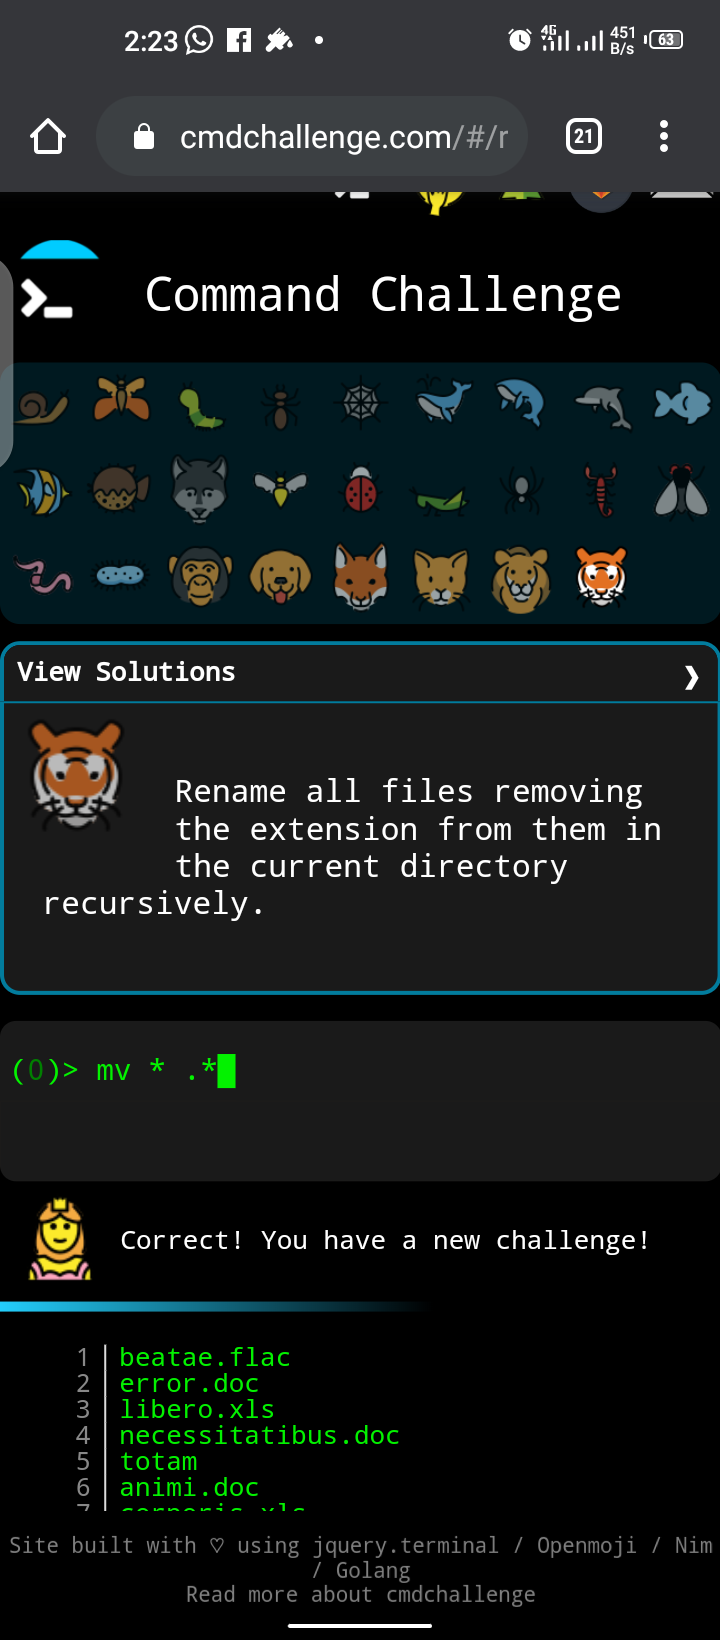 2:23 4G 451 B/s 63
cmdchallenge.com/#/r 21
Command Challenge
View Solutions
Rename all files removing
the extension from them in
the current directory
recursively.
(0)> mv * .*
Correct! You have a new challenge!
1 beatae.flac
2 error.doc
3 libero.xls
4 necessitatibus.doc
5 totam
6 animi.doc
7
Site built with ♡ using jquery.terminal / Openmoji / Nim
/ Golang
Read more about cmdchallenge